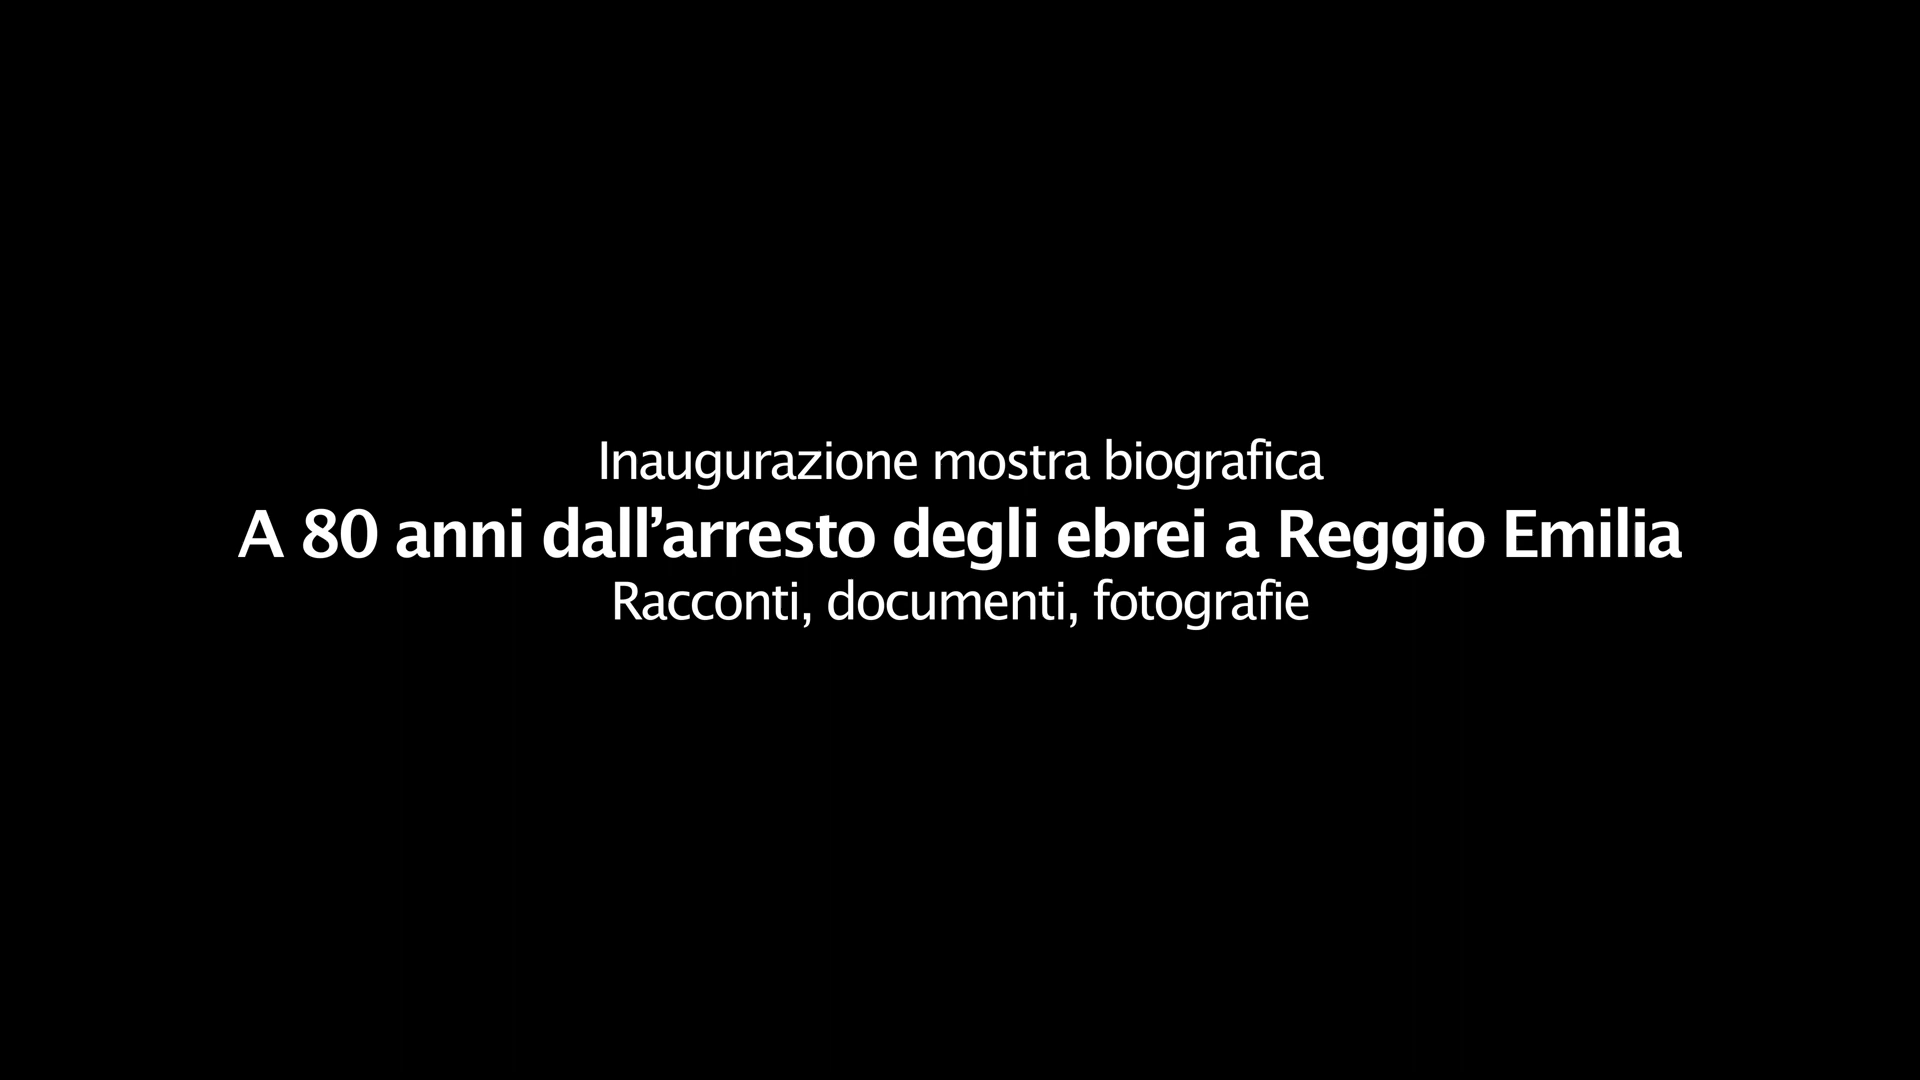 Inaugurazione mostra biografica
A 80 anni dall’arresto degli ebrei a Reggio Emilia
Racconti, documenti, fotografie